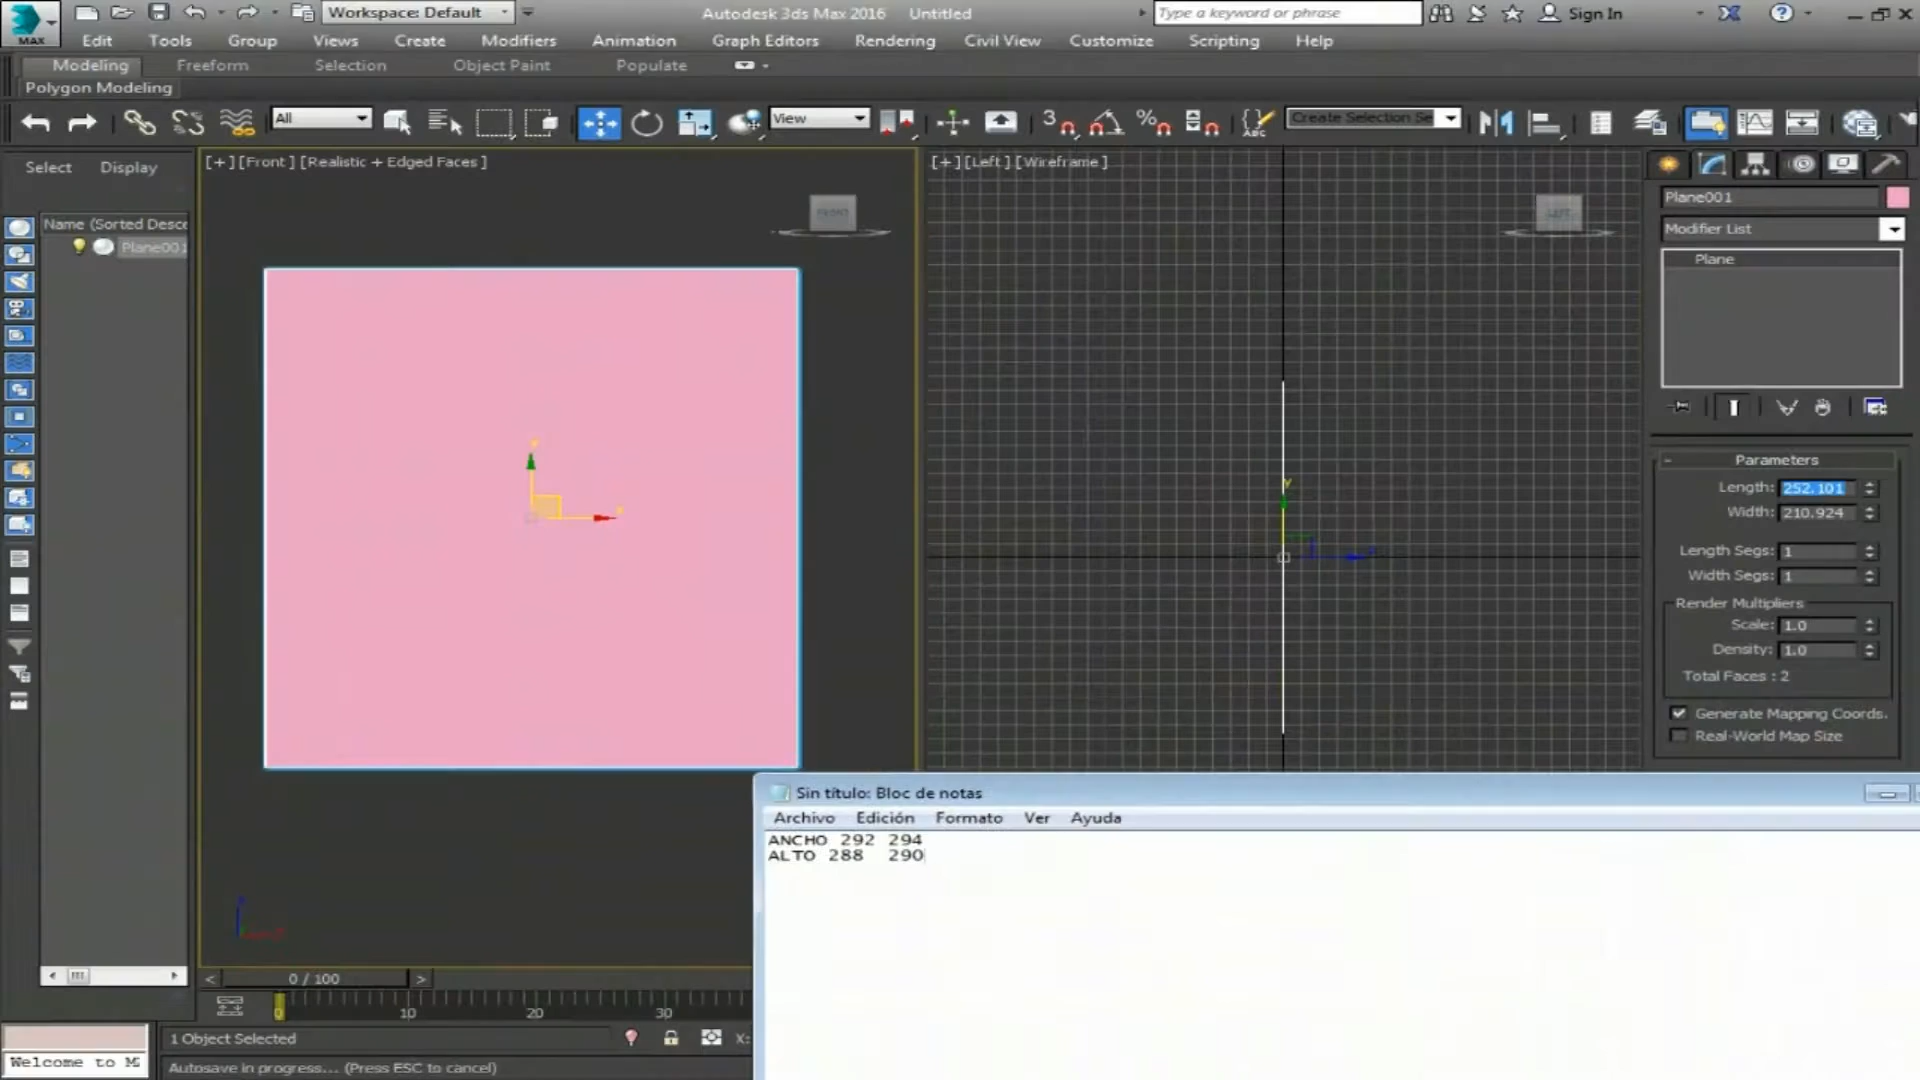 Workspace: Default
Autodesk 3ds Max 2016 Untitled
Type a keyword or phrase
Sign In
MAX
Edit Tools Group Views Create Modifiers Animation Graph Editors Rendering Civil View Customize Scripting Help
Modeling Freeform Selection Object Paint Populate
Polygon Modeling
All
View
3
ABC
Create Selection Se
Select Display
[+] [Front] [Realistic + Edged Faces]
[+] [Left] [Wireframe]
Name (Sorted Desce
Plane001
FRONT
LEFT
Plane001
Modifier List
Plane
Parameters
Length: 252.101
Width: 210.924
Length Segs: 1
Width Segs: 1
Render Multipliers
Scale: 1.0
Density: 1.0
Total Faces : 2
Generate Mapping Coords.
Real-World Map Size
Sin título: Bloc de notas
Archivo Edición Formato Ver Ayuda
ANCHO 292 294
ALTO 288 290
< 0 / 100 >
0 10 20 30
1 Object Selected
X:
Welcome to M
Autosave in progress... (Press ESC to cancel)